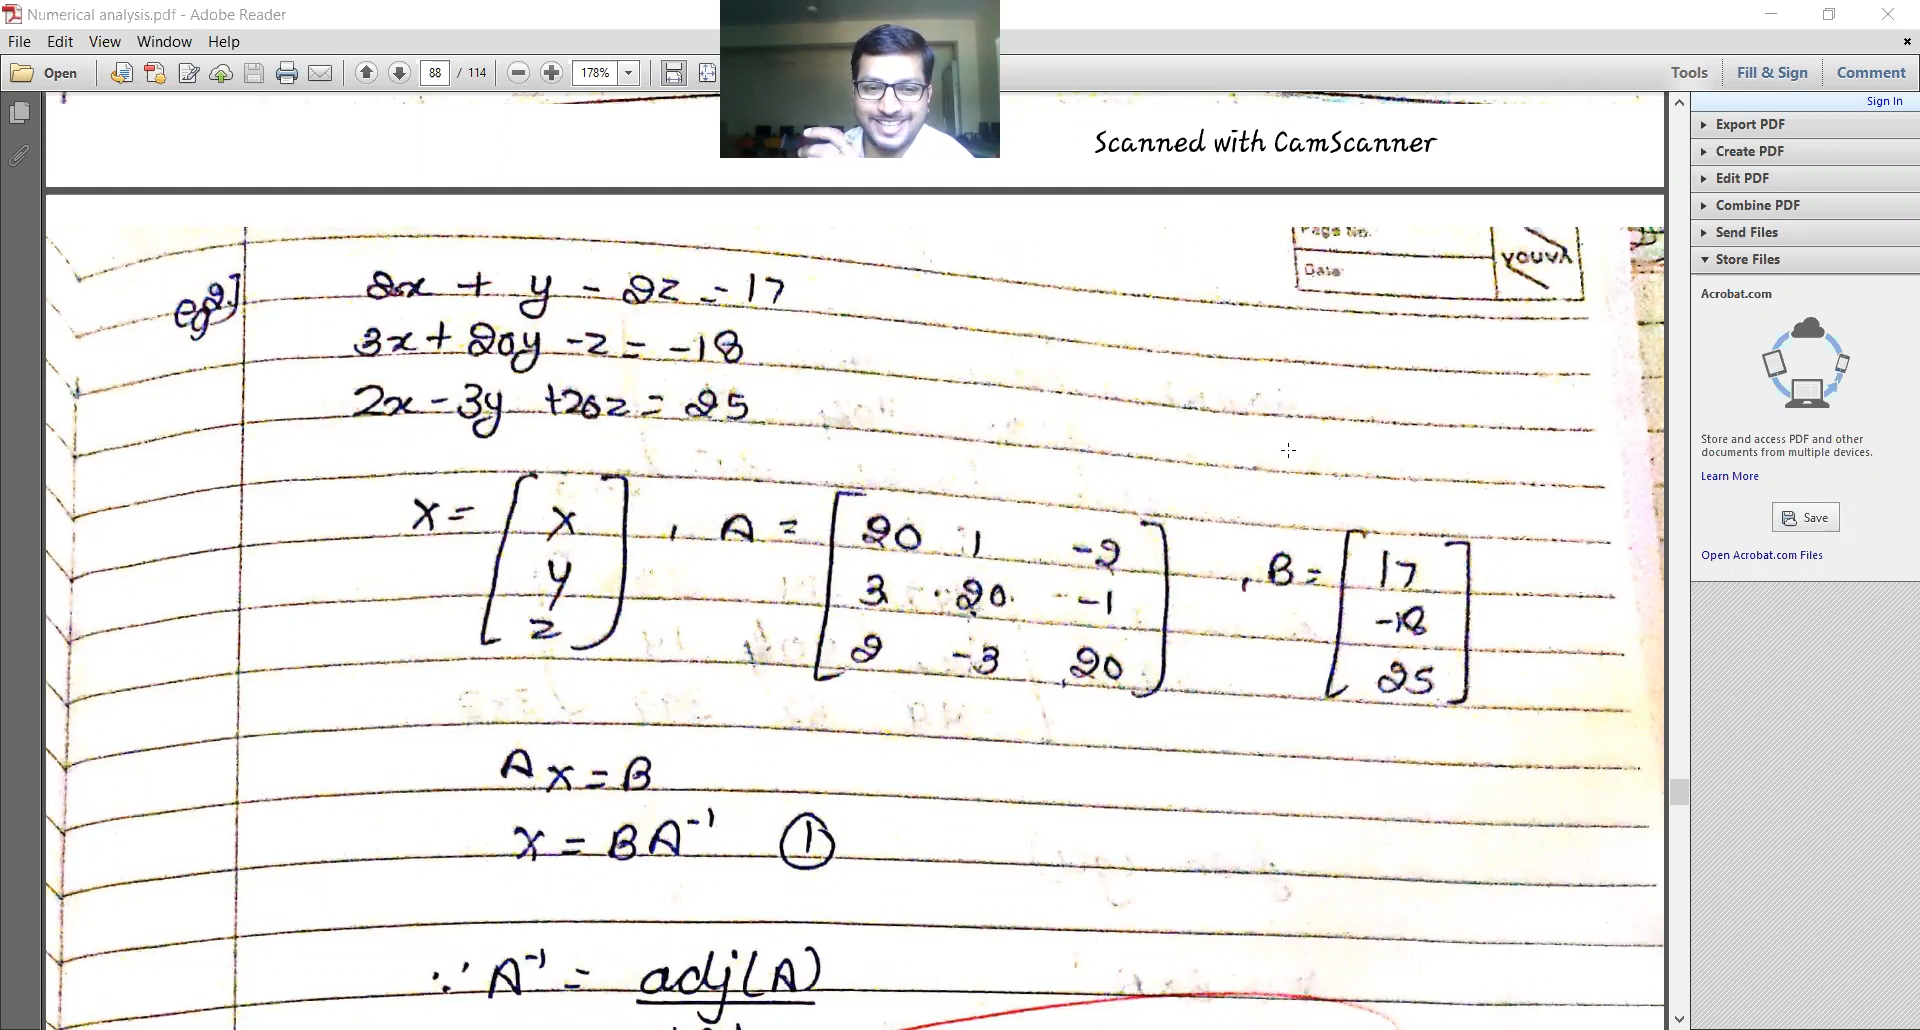 Numerical analysis.pdf - Adobe Reader
File Edit View Window Help
Open 88 / 114 178% Tools Fill & Sign Comment
Sign In
Export PDF
Create PDF
Edit PDF
Combine PDF
Send Files
Store Files
Acrobat.com
Store and access PDF and other
documents from multiple devices.
Learn More
Save
Open Acrobat.com Files
Scanned with CamScanner
Page No.
Date:
YOUVA
eg 2] 2x + y - 2z = 17
3x + 20y - z = -18
2x - 3y + 20z = 25
X = [ x , A = [ 20 1 -2 , B = [ 17
y 3 20 -1 -18
z ] 2 -3 20 ] 25 ]
AX = B
X = BA⁻¹ ①
∵ A⁻¹ = adj(A)